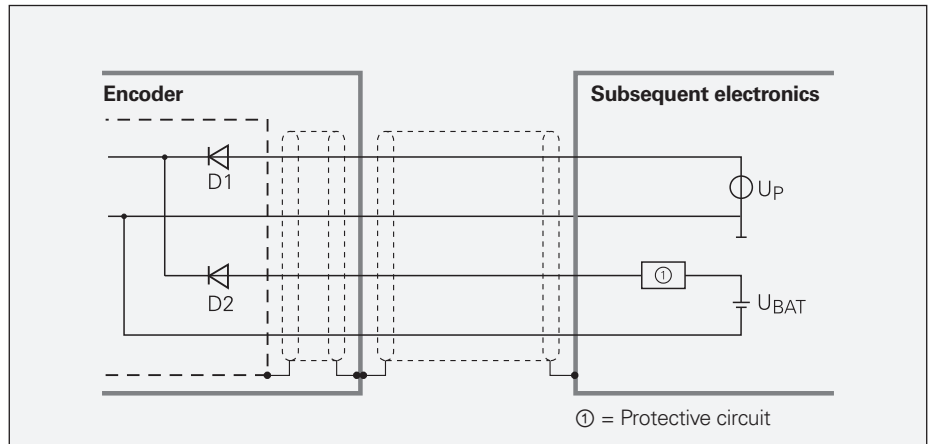 Encoder
Subsequent electronics
D1
UP
D2
①
UBAT
① = Protective circuit